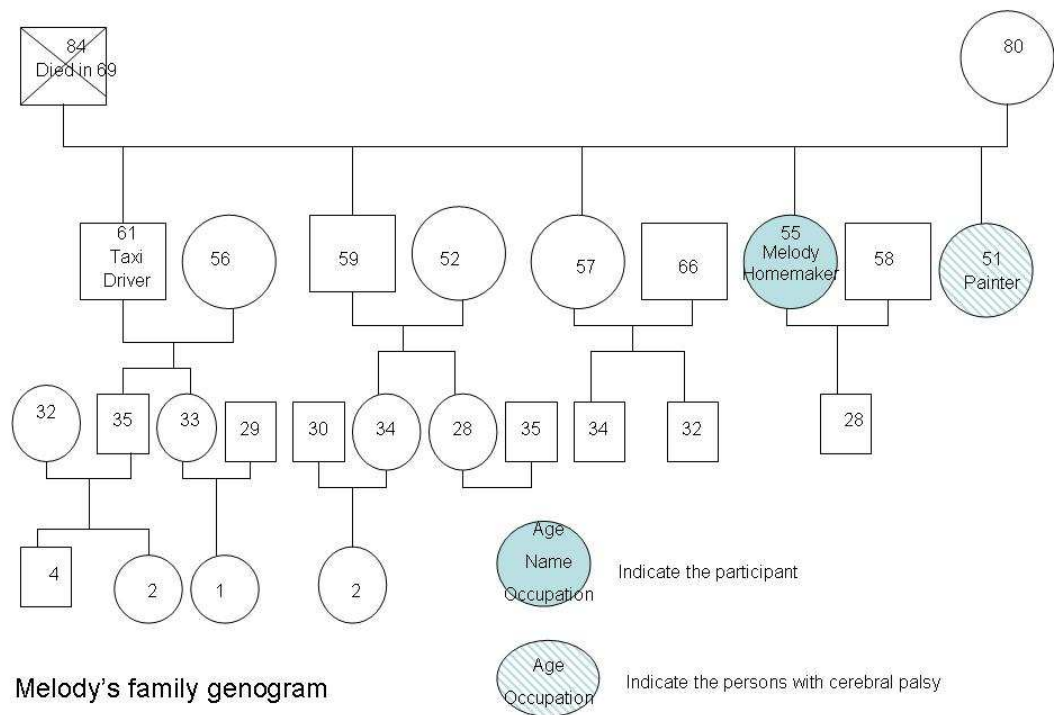 84
Died in 69
80
61
Taxi
Driver
56
59
52
57
66
55
Melody
Homemaker
58
51
Painter
32
35
33
29
30
34
28
35
34
32
28
4
2
1
2
Age
Name
Occupation
Indicate the participant
Age
Occupation
Indicate the persons with cerebral palsy
Melody's family genogram